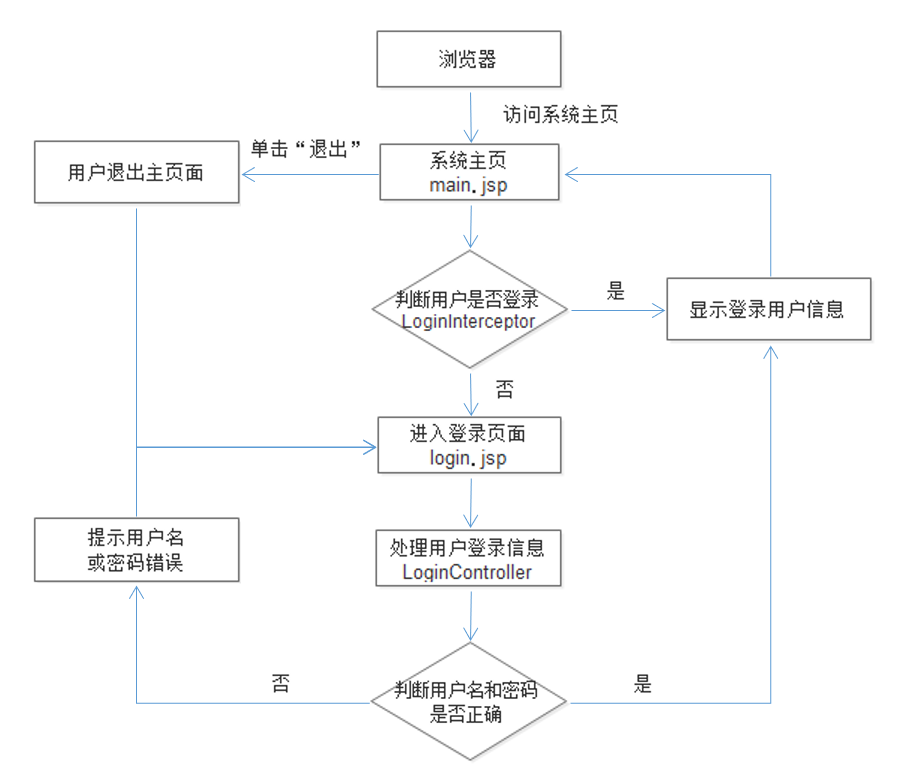 浏览器
访问系统主页
单击“退出”
用户退出主页面
系统主页
main.jsp
判断用户是否登录
LoginInterceptor
是
显示登录用户信息
否
进入登录页面
login.jsp
提示用户名
或密码错误
处理用户登录信息
LoginController
否
判断用户名和密码
是否正确
是